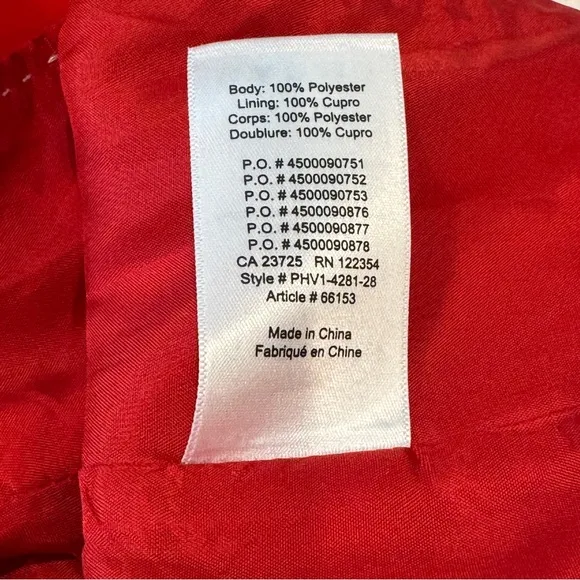 Body: 100% Polyester
Lining: 100% Cupro
Corps: 100% Polyester
Doublure: 100% Cupro
P.O. # 4500090751
P.O. # 4500090752
P.O. # 4500090753
P.O. # 4500090876
P.O. # 4500090877
P.O. # 4500090878
CA 23725 RN 122354
Style # PHV1-4281-28
Article # 66153
Made in China
Fabriqué en Chine